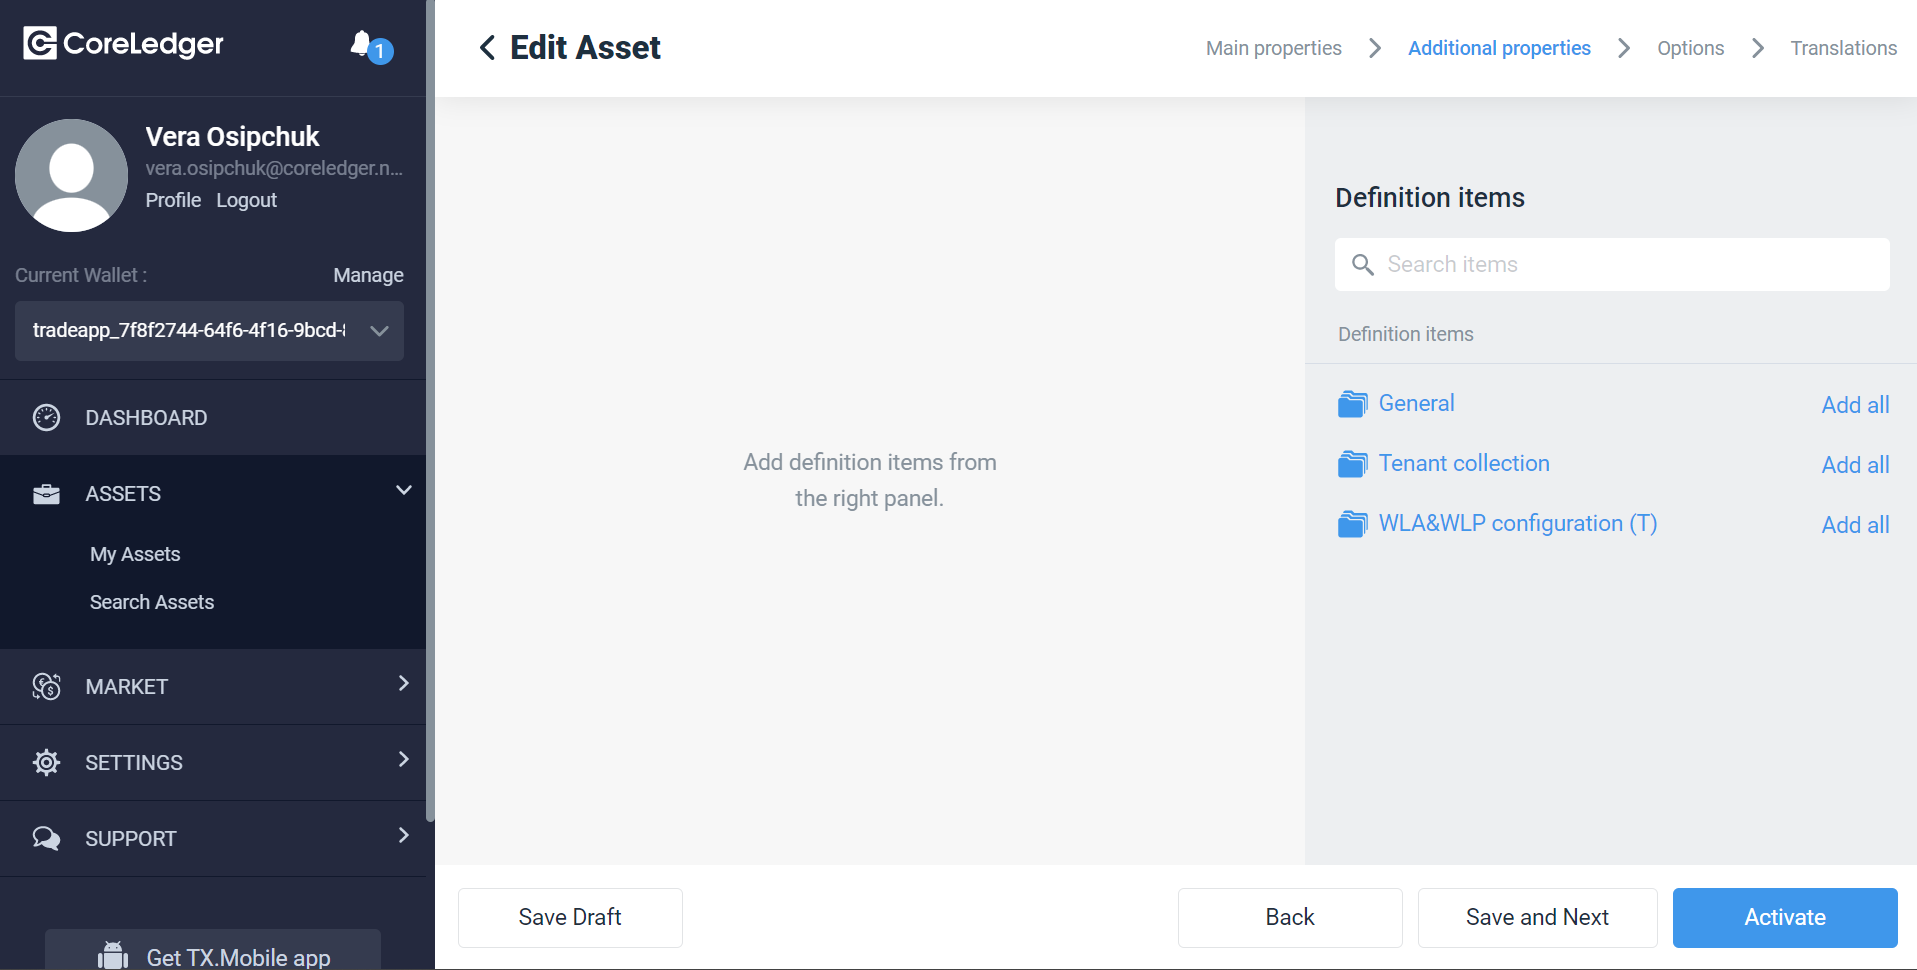 CoreLedger
1
Vera Osipchuk
vera.osipchuk@coreledger.n...
Profile Logout
Current Wallet : Manage
tradeapp_7f8f2744-64f6-4f16-9bcd-
DASHBOARD
ASSETS
My Assets
Search Assets
MARKET
SETTINGS
SUPPORT
Get TX.Mobile app
Edit Asset
Main properties Additional properties Options Translations
Add definition items from
the right panel.
Definition items
Search items
Definition items
General Add all
Tenant collection Add all
WLA&WLP configuration (T) Add all
Save Draft Back Save and Next Activate